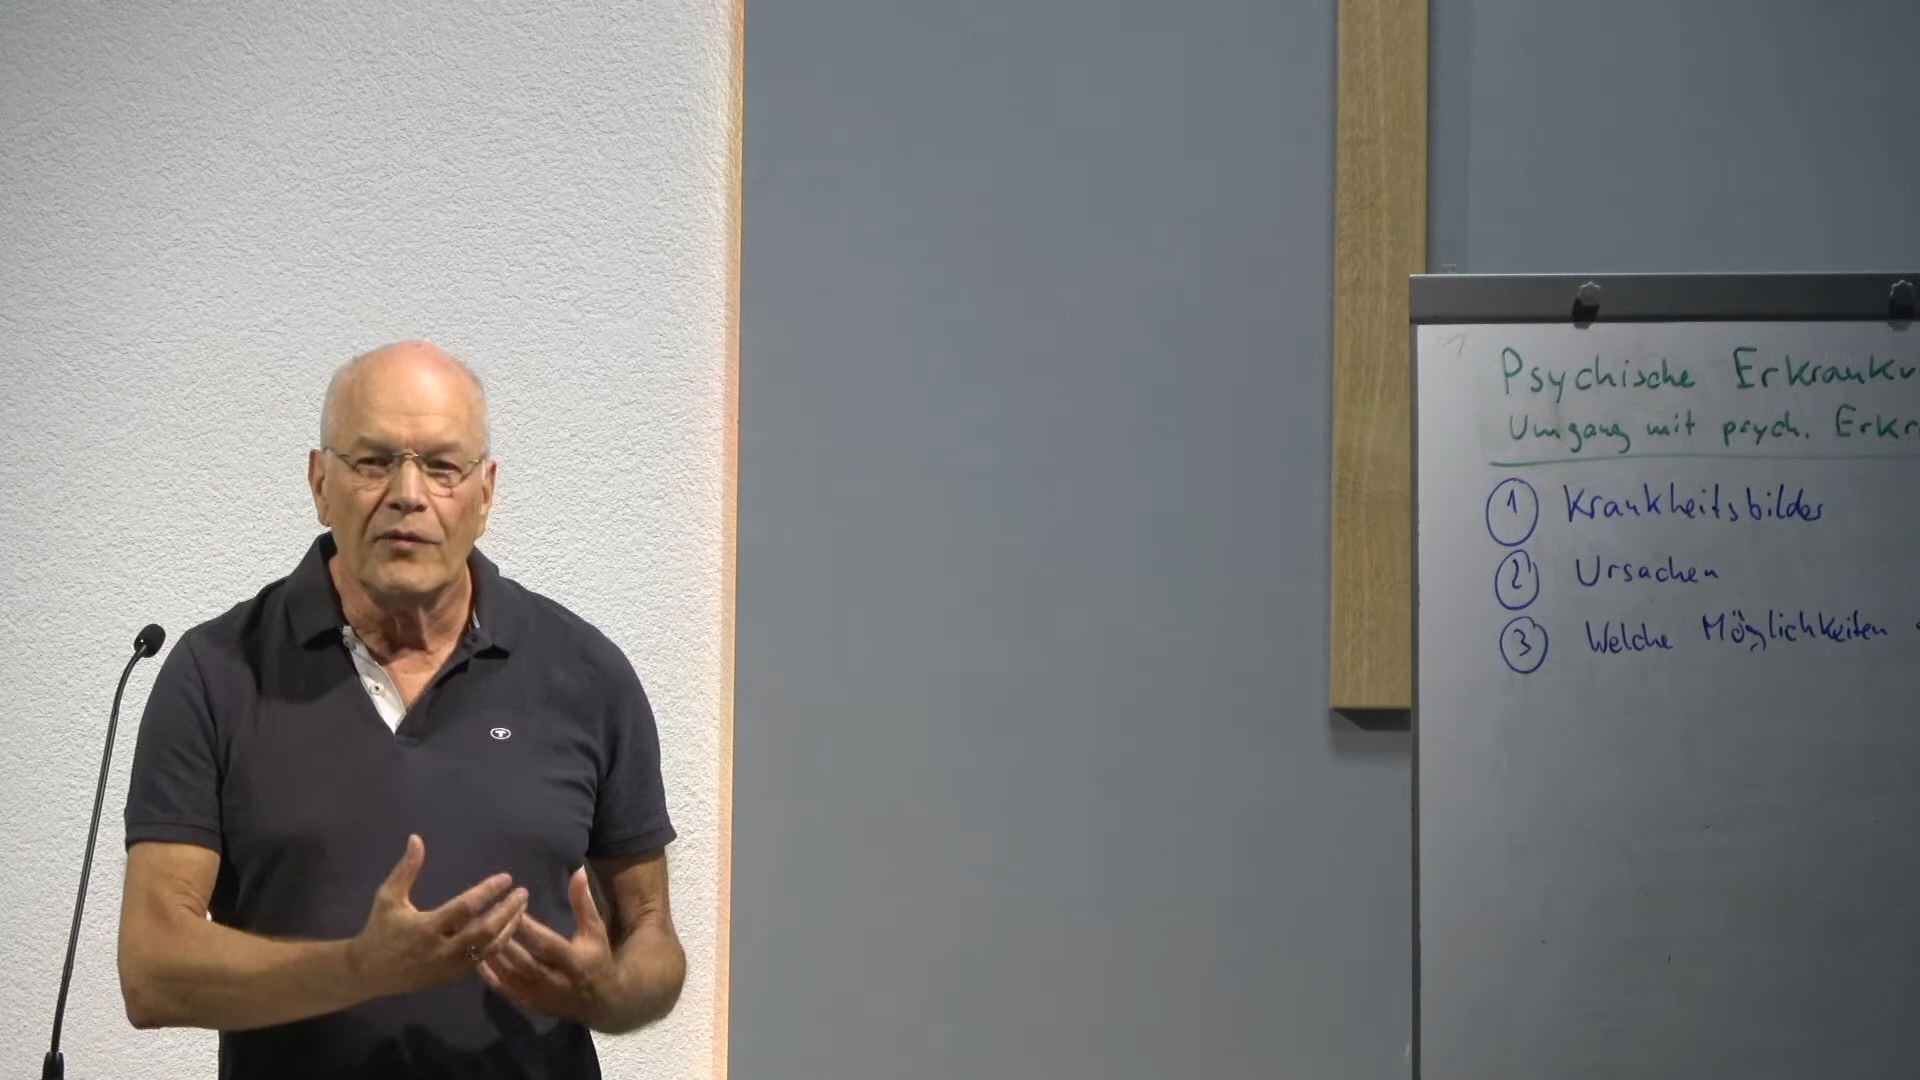 Psychische Erkranku
Umgang mit psych. Erkr
1 Krankheitsbilder
2 Ursachen
3 Welche Möglichkeiten